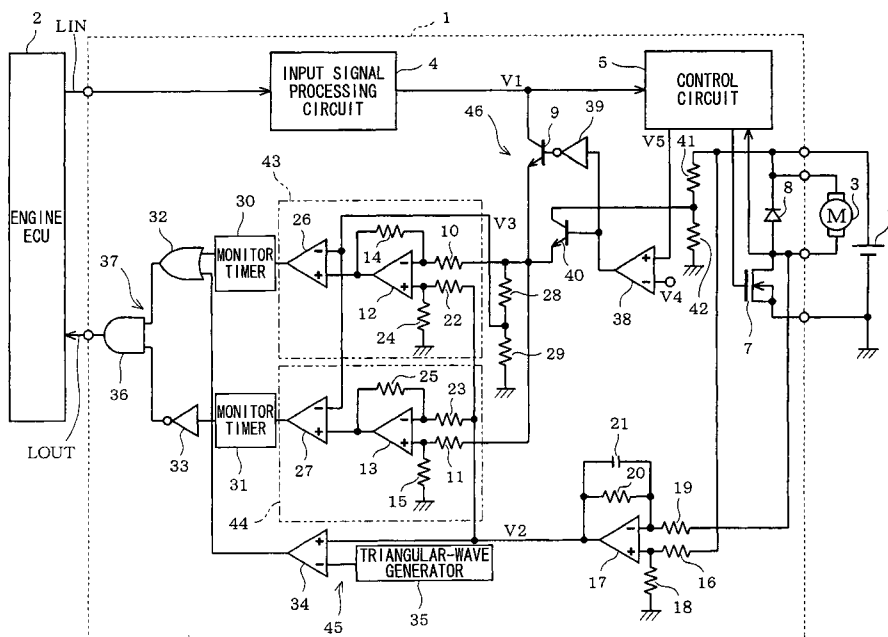 2
LIN
1
INPUT SIGNAL
PROCESSING
CIRCUIT
4
V1
5
CONTROL
CIRCUIT
ENGINE
ECU
46
9
39
V5
41
8
3
M
43
32
30
MONITOR
TIMER
26
14
10
V3
40
38
V4
42
7
37
12
22
24
28
29
36
25
23
33
MONITOR
TIMER
31
27
13
11
15
21
20
19
LOUT
44
V2
17
16
18
34
45
TRIANGULAR-WAVE
GENERATOR
35
- + - + - + - + + - + - - +